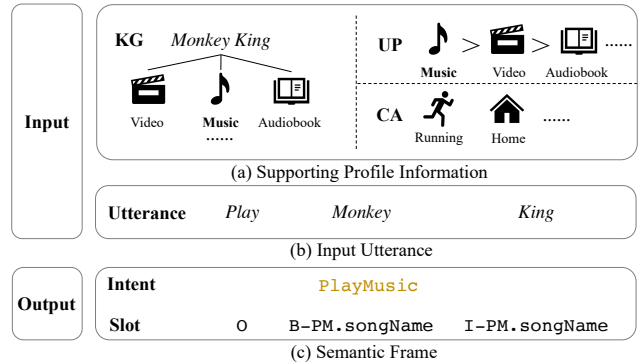 Input
KG Monkey King
Video Music Audiobook
......
UP > > ......
Music Video Audiobook
CA ......
Running Home
(a) Supporting Profile Information
Utterance Play Monkey King
(b) Input Utterance
Output
Intent PlayMusic
Slot O B-PM.songName I-PM.songName
(c) Semantic Frame